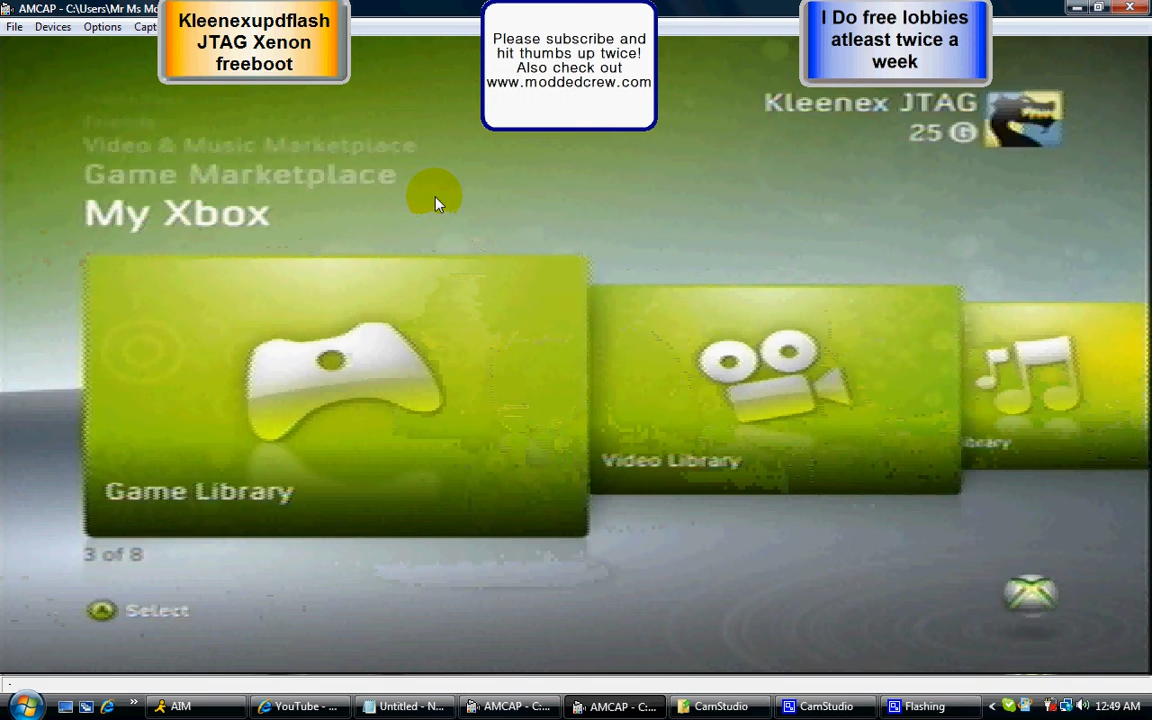 AMCAP - C:\Users\Mr Ms Mo
File Devices Options Capt
Kleenexupdflash
JTAG Xenon
freeboot
Please subscribe and
hit thumbs up twice!
Also check out
www.moddedcrew.com
I Do free lobbies
atleast twice a
week
Kleenex JTAG
25 G
Friends
Video & Music Marketplace
Game Marketplace
My Xbox
Game Library
Video Library
ibrary
3 of 8
A Select
AIM
YouTube - ...
Untitled - N...
AMCAP - C:...
AMCAP - C:...
CamStudio
CamStudio
Flashing
12:49 AM